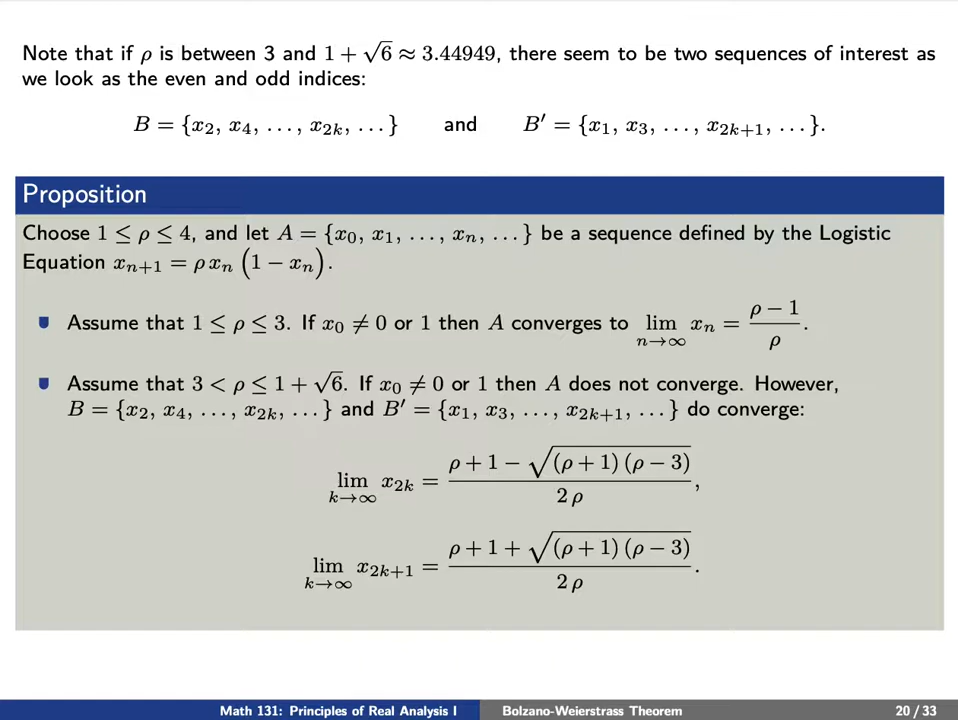 Note that if ρ is between 3 and 1 + √6 ≈ 3.44949, there seem to be two sequences of interest as
we look as the even and odd indices:
B = {x₂, x₄, ..., x₂ₖ, ...} and B′ = {x₁, x₃, ..., x₂ₖ₊₁, ...}.
Proposition
Choose 1 ≤ ρ ≤ 4, and let A = {x₀, x₁, ..., xₙ, ...} be a sequence defined by the Logistic
Equation xₙ₊₁ = ρ xₙ (1 − xₙ).
Assume that 1 ≤ ρ ≤ 3. If x₀ ≠ 0 or 1 then A converges to lim_{n→∞} xₙ = (ρ − 1)/ρ.
Assume that 3 < ρ ≤ 1 + √6. If x₀ ≠ 0 or 1 then A does not converge. However,
B = {x₂, x₄, ..., x₂ₖ, ...} and B′ = {x₁, x₃, ..., x₂ₖ₊₁, ...} do converge:
lim_{k→∞} x₂ₖ = (ρ + 1 − √((ρ + 1) (ρ − 3)))/(2 ρ),
lim_{k→∞} x₂ₖ₊₁ = (ρ + 1 + √((ρ + 1) (ρ − 3)))/(2 ρ).
Math 131: Principles of Real Analysis I Bolzano-Weierstrass Theorem 20 / 33